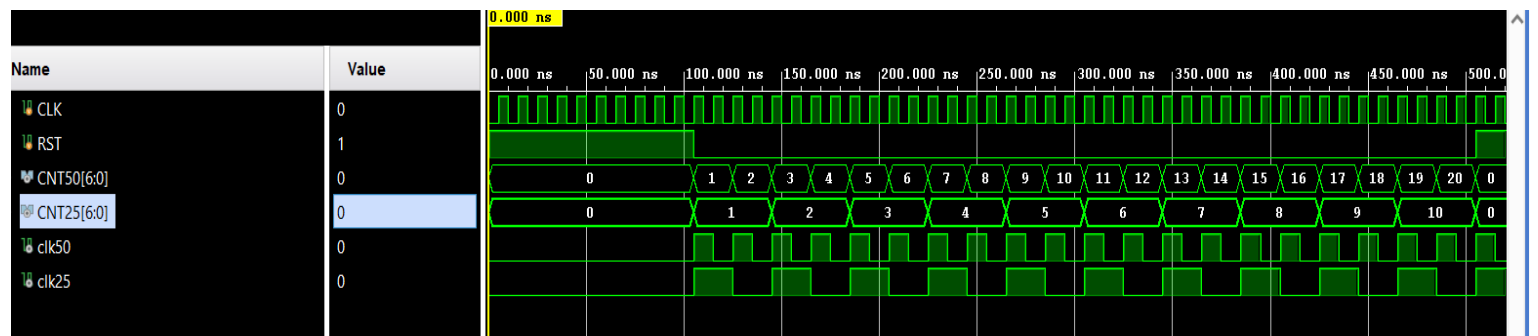 0.000 ns
Name Value
0.000 ns 50.000 ns 100.000 ns 150.000 ns 200.000 ns 250.000 ns 300.000 ns 350.000 ns 400.000 ns 450.000 ns 500.0
CLK 0
RST 1
CNT50[6:0] 0 0 1 2 3 4 5 6 7 8 9 10 11 12 13 14 15 16 17 18 19 20 0
CNT25[6:0] 0 0 1 2 3 4 5 6 7 8 9 10 0
clk50 0
clk25 0